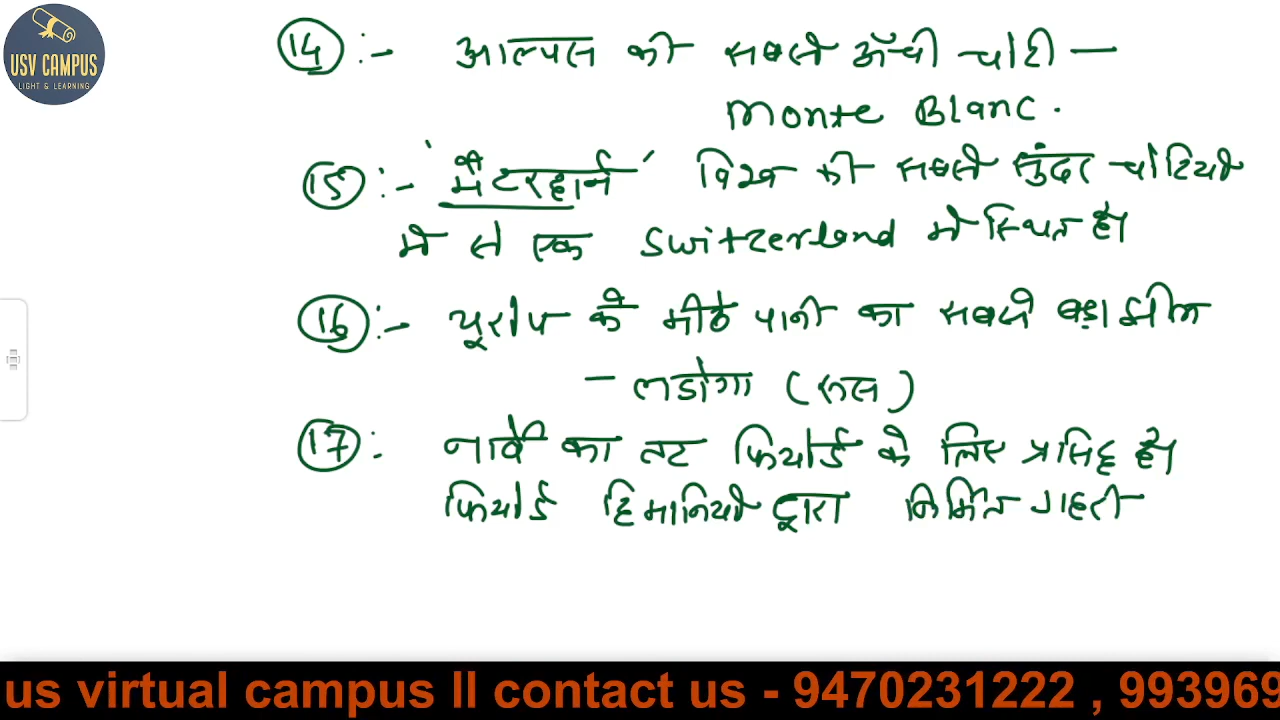 USV CAMPUS
LIGHT & LEARNING
14 :- आल्पस की सबसे ऊँची चोटी —
Monte Blanc.
15 :- 'मैटरहार्न' विश्व की सबसे सुंदर चोटियो
मे से एक Switzerland मे स्थित है।
16 :- यूरोप के मीठे पानी का सबसे बड़ा झील
- लडोगा (रूस)
17 : नार्वे का तट फियोर्ड के लिए प्रसिद्ध है।
फियोर्ड हिमानियो द्वारा निर्मित गहरी
us virtual campus ll contact us - 9470231222 , 993969